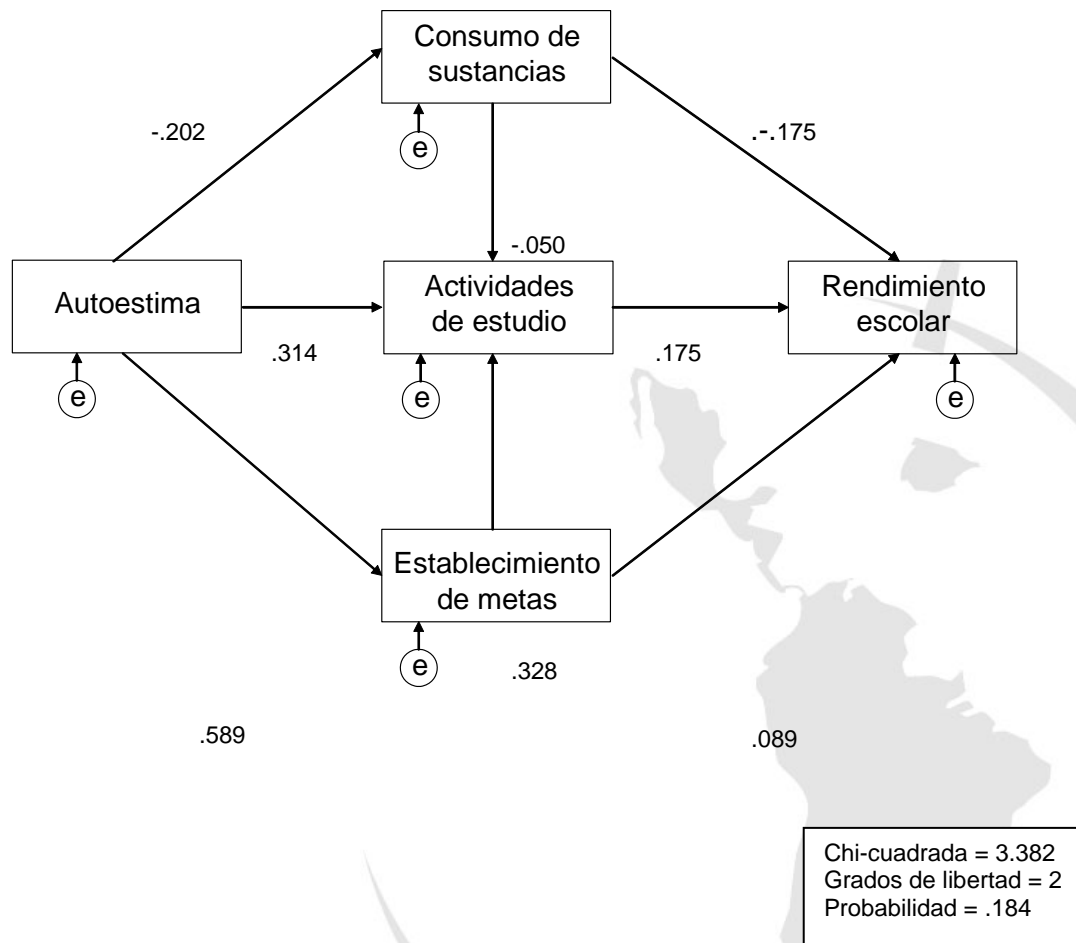 Consumo de
sustancias
e
-.202
.-.175
-.050
Autoestima
Actividades
de estudio
Rendimiento
escolar
.314
.175
e
e
e
Establecimiento
de metas
e
.328
.589
.089
Chi-cuadrada = 3.382
Grados de libertad = 2
Probabilidad = .184